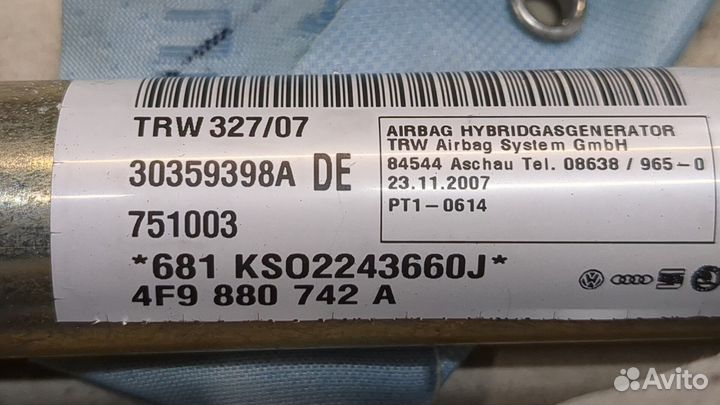 TRW 327/07
30359398A DE
751003
*681 KSO2243660J*
4F9 880 742 A
AIRBAG HYBRIDGASGENERATOR
TRW Airbag System GmbH
84544 Aschau Tel. 08638 / 965-0
23.11.2007
PT1-0614
Avito